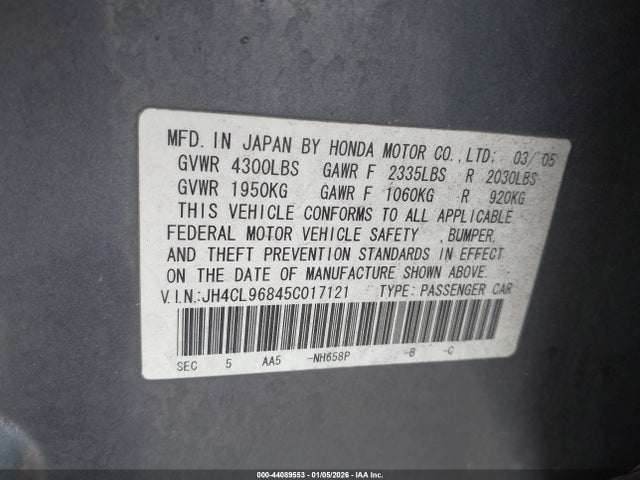 MFD. IN JAPAN BY HONDA MOTOR CO., LTD. 03/'05
GVWR 4300LBS GAWR F 2335LBS R 2030LBS
GVWR 1950KG GAWR F 1060KG R 920KG
THIS VEHICLE CONFORMS TO ALL APPLICABLE
FEDERAL MOTOR VEHICLE SAFETY , BUMPER,
AND THEFT PREVENTION STANDARDS IN EFFECT
ON THE DATE OF MANUFACTURE SHOWN ABOVE.
V.I.N.:JH4CL96845C017121 TYPE: PASSENGER CAR
SEC 5 AA5 -NH658P -B -C
000-44089553 | 01/05/2026 | IAA Inc.